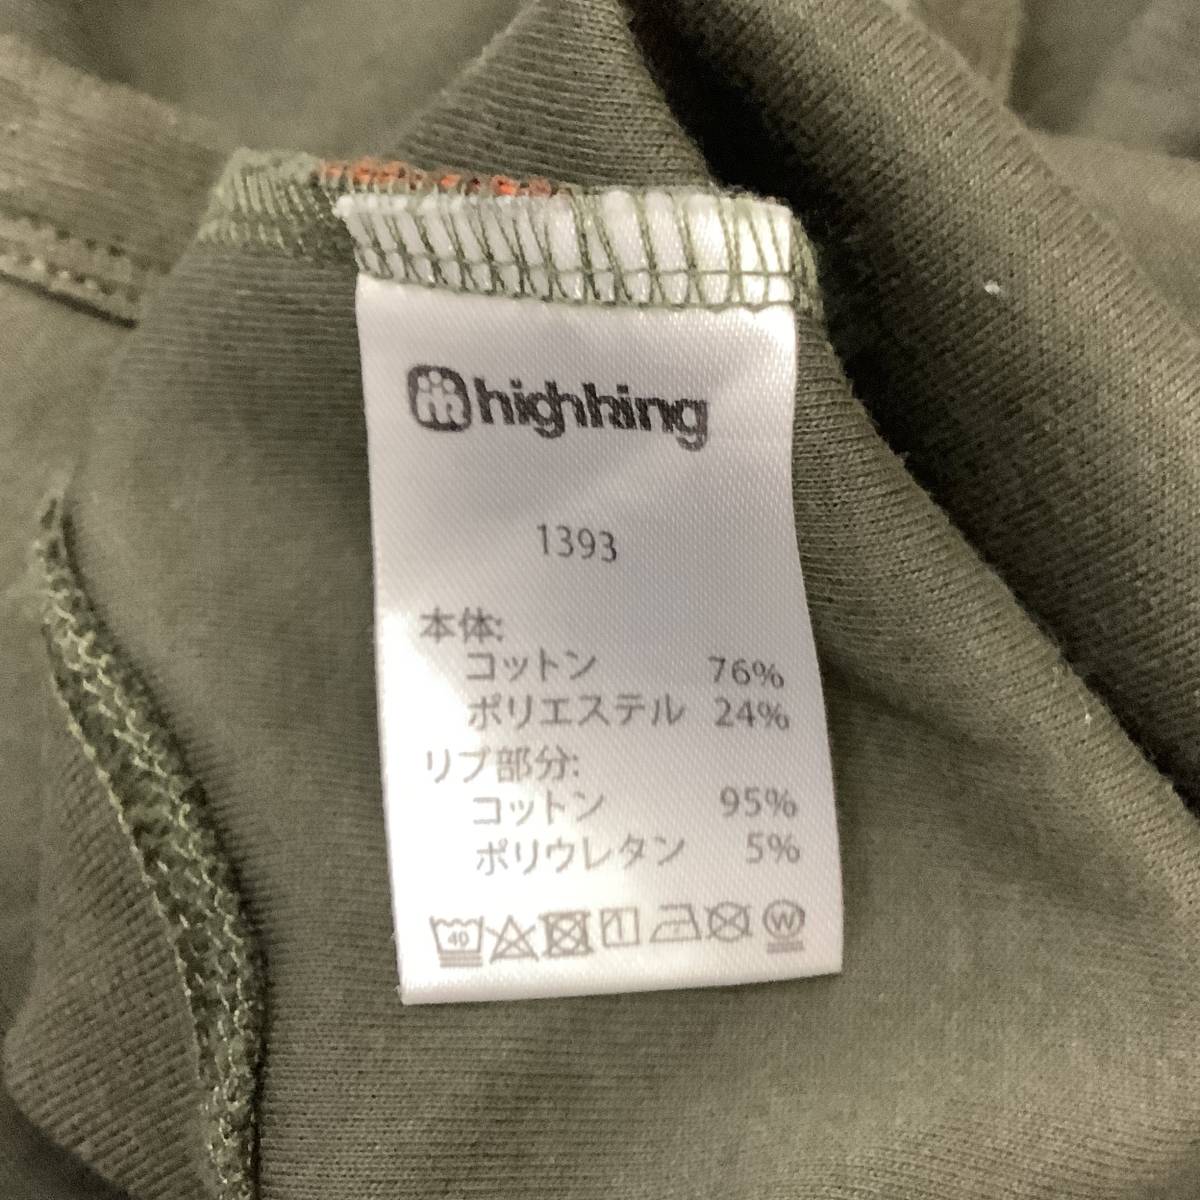 highking
1393
本体:
コットン 76%
ポリエステル 24%
リブ部分:
コットン 95%
ポリウレタン 5%
40 W